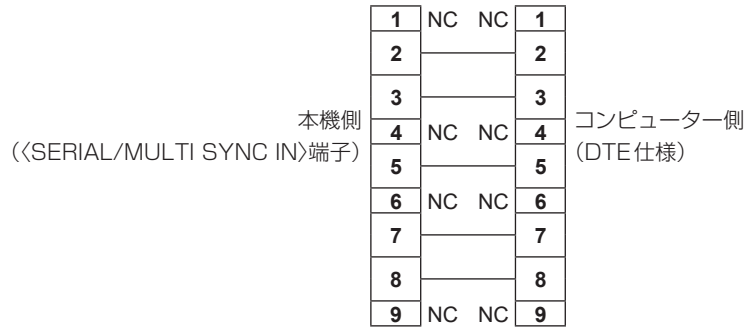 1 NC NC 1
2 2
3 3
本機側
(〈SERIAL/MULTI SYNC IN〉端子)
4 NC NC 4
コンピューター側
(DTE仕様)
5 5
6 NC NC 6
7 7
8 8
9 NC NC 9